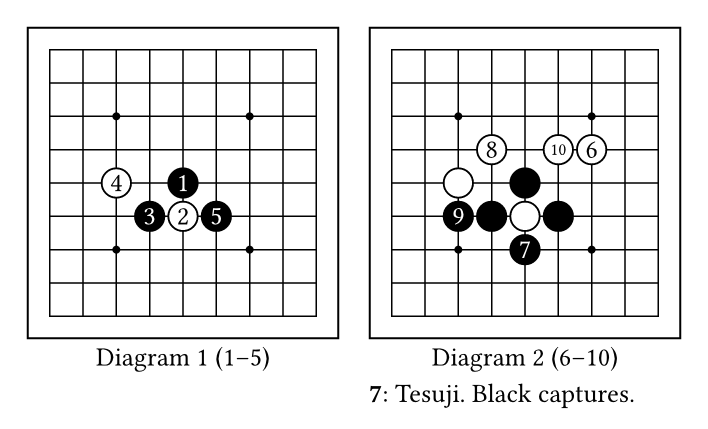 4 1
3 2 5
8 10 6
9
7
Diagram 1 (1–5)
Diagram 2 (6–10)
7: Tesuji. Black captures.